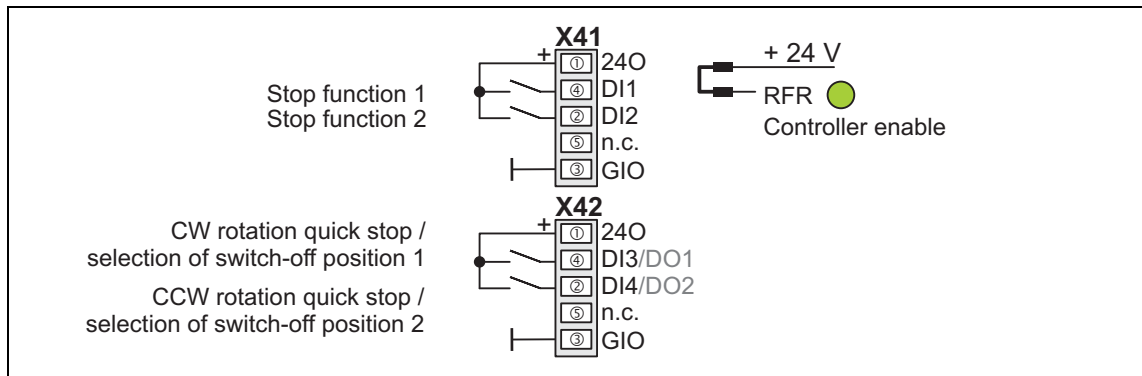 X41
+ ① 24O
Stop function 1 ④ DI1
Stop function 2 ② DI2
⑤ n.c.
③ GIO
+ 24 V
RFR
Controller enable
X42
+ ① 24O
CW rotation quick stop /
selection of switch-off position 1 ④ DI3/DO1
CCW rotation quick stop / ② DI4/DO2
selection of switch-off position 2 ⑤ n.c.
③ GIO